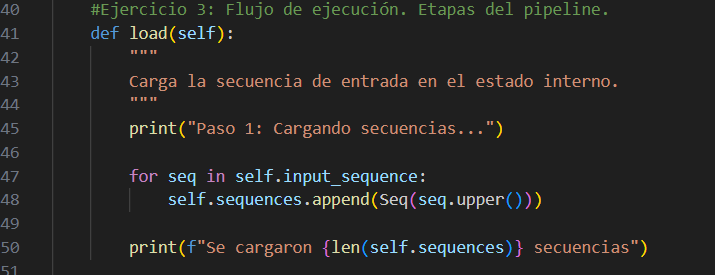 40 #Ejercicio 3: Flujo de ejecución. Etapas del pipeline.
41 def load(self):
42 """
43 Carga la secuencia de entrada en el estado interno.
44 """
45 print("Paso 1: Cargando secuencias...")
46
47 for seq in self.input_sequence:
48 self.sequences.append(Seq(seq.upper()))
49
50 print(f"Se cargaron {len(self.sequences)} secuencias")
51